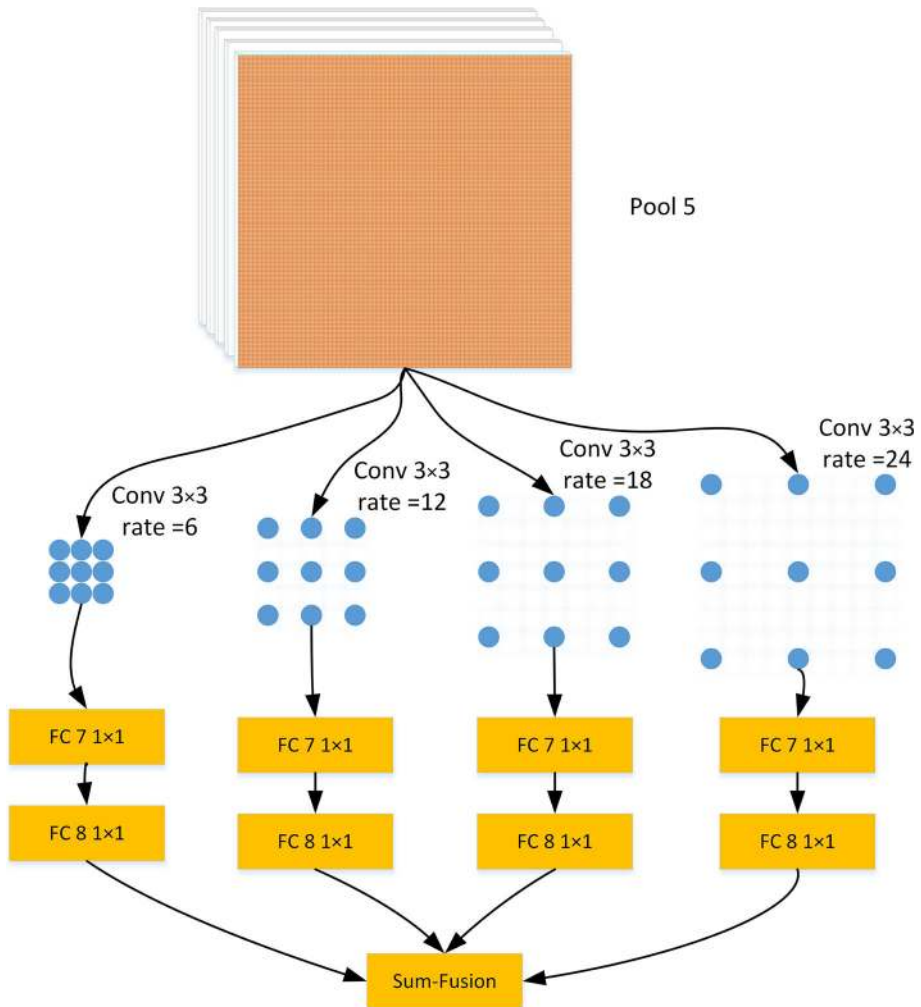 Pool 5
Conv 3×3
rate =6
Conv 3×3
rate =12
Conv 3×3
rate =18
Conv 3×3
rate =24
FC 7 1×1
FC 7 1×1
FC 7 1×1
FC 7 1×1
FC 8 1×1
FC 8 1×1
FC 8 1×1
FC 8 1×1
Sum-Fusion